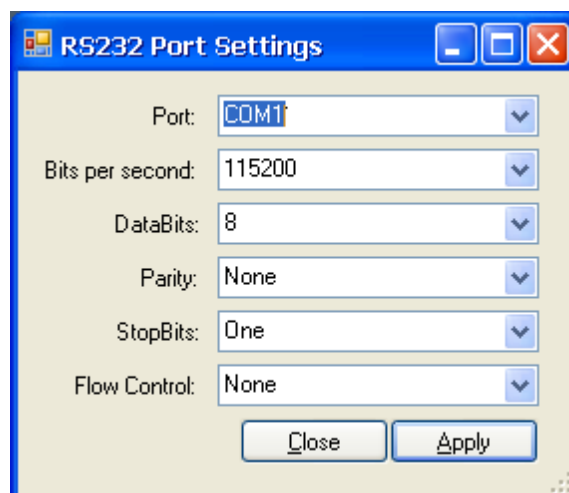 RS232 Port Settings
Port: COM1
Bits per second: 115200
DataBits: 8
Parity: None
StopBits: One
Flow Control: None
Close Apply